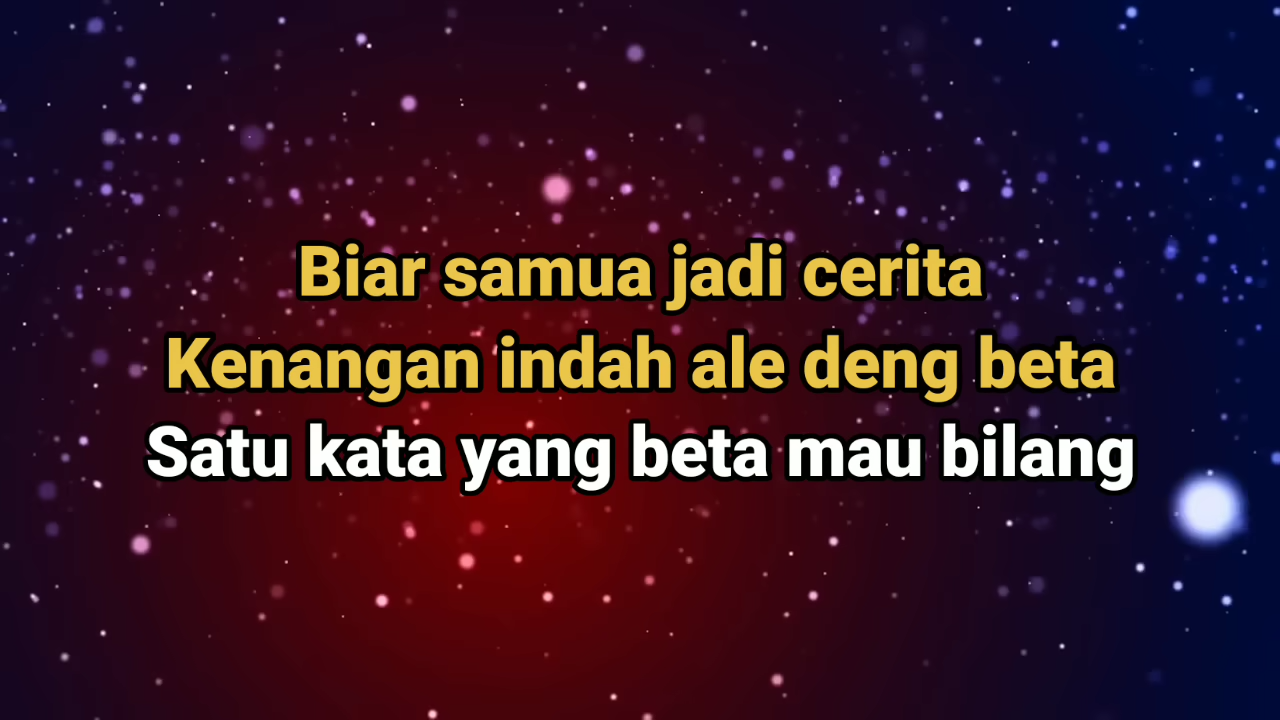 Biar samua jadi cerita
Kenangan indah ale deng beta
Satu kata yang beta mau bilang